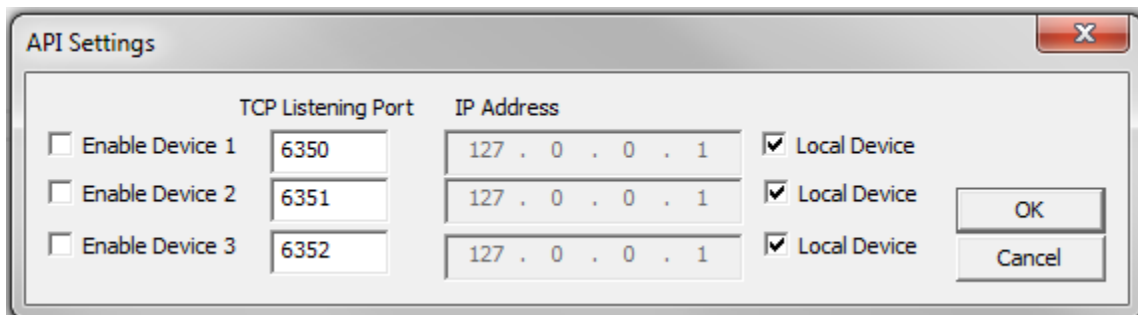 API Settings
TCP Listening Port IP Address
Enable Device 1 6350 127 . 0 . 0 . 1 Local Device
Enable Device 2 6351 127 . 0 . 0 . 1 Local Device
OK
Enable Device 3 6352 127 . 0 . 0 . 1 Local Device
Cancel